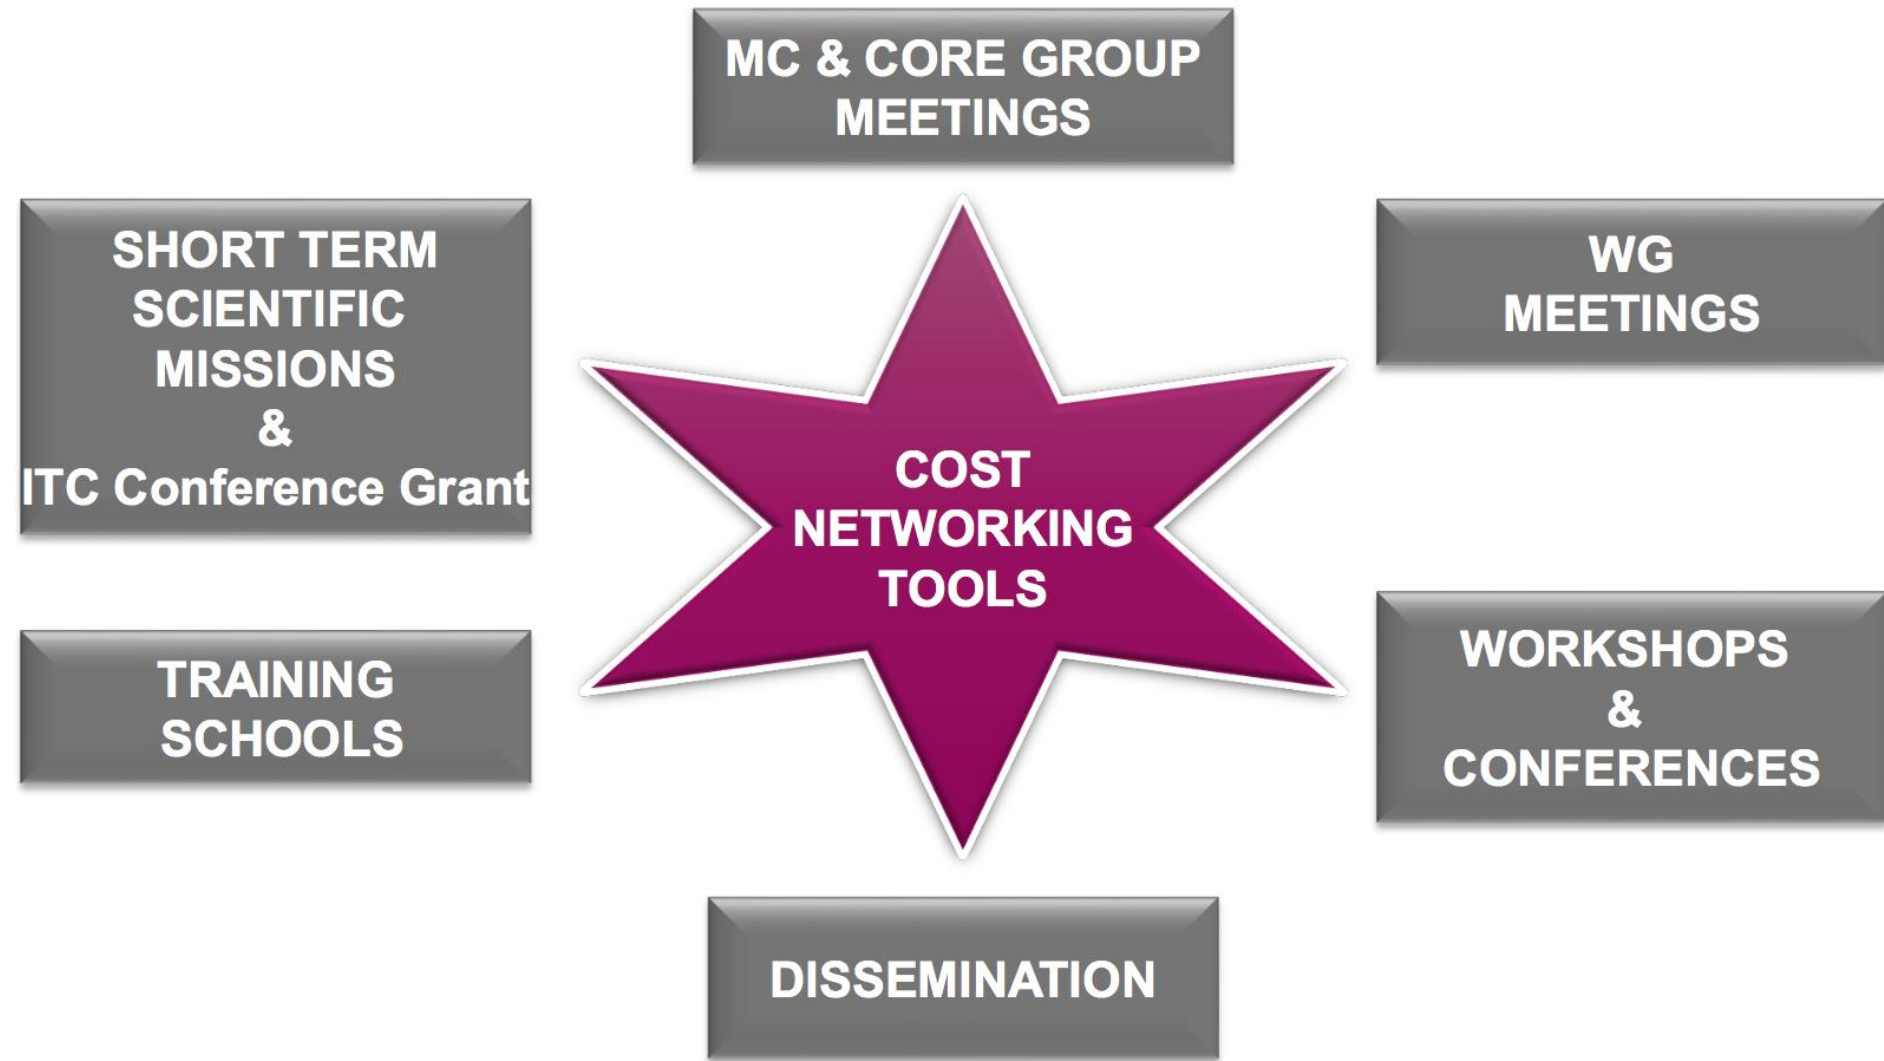 MC & CORE GROUP
MEETINGS
SHORT TERM
SCIENTIFIC
MISSIONS
&
ITC Conference Grant
WG
MEETINGS
COST
NETWORKING
TOOLS
TRAINING
SCHOOLS
WORKSHOPS
&
CONFERENCES
DISSEMINATION